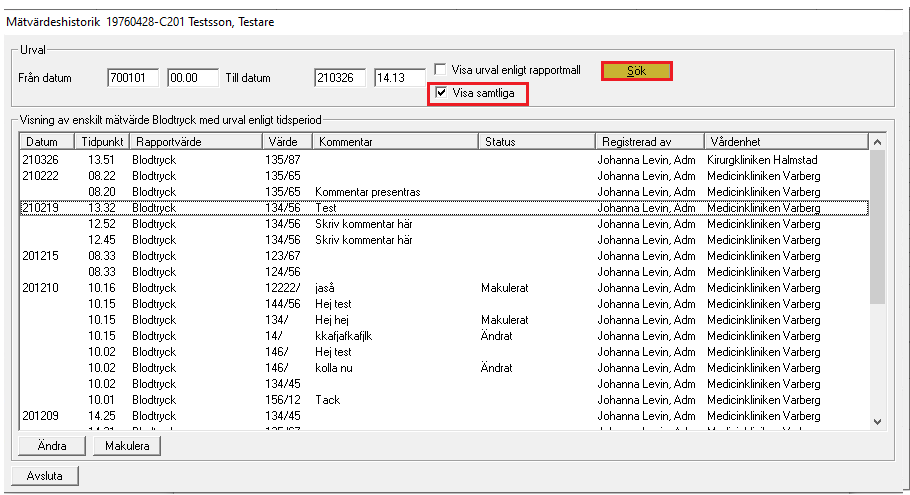 Mätvärdeshistorik 19760428-C201 Testsson, Testare
Urval
Från datum 700101 00.00 Till datum 210326 14.13 Visa urval enligt rapportmall Sök
Visa samtliga
Visning av enskilt mätvärde Blodtryck med urval enligt tidsperiod
Datum Tidpunkt Rapportvärde Värde Kommentar Status Registrerad av Vårdenhet
210326 13.51 Blodtryck 135/87 Johanna Levin, Adm Kirurgkliniken Halmstad
210222 08.22 Blodtryck 135/65 Johanna Levin, Adm Medicinkliniken Varberg
08.20 Blodtryck 135/65 Kommentar presentras Johanna Levin, Adm Medicinkliniken Varberg
210219 13.32 Blodtryck 134/56 Test Johanna Levin, Adm Medicinkliniken Varberg
12.52 Blodtryck 134/56 Skriv kommentar här Johanna Levin, Adm Medicinkliniken Varberg
12.45 Blodtryck 134/56 Skriv kommentar här Johanna Levin, Adm Medicinkliniken Varberg
201215 08.33 Blodtryck 123/67 Johanna Levin, Adm Medicinkliniken Varberg
08.33 Blodtryck 124/56 Johanna Levin, Adm Medicinkliniken Varberg
201210 10.16 Blodtryck 12222/ jaså Makulerat Johanna Levin, Adm Medicinkliniken Varberg
10.15 Blodtryck 144/56 Hej test Johanna Levin, Adm Medicinkliniken Varberg
10.15 Blodtryck 134/ Hej hej Makulerat Johanna Levin, Adm Medicinkliniken Varberg
10.15 Blodtryck 14/ kkafjafkafjlk Ändrat Johanna Levin, Adm Medicinkliniken Varberg
10.02 Blodtryck 146/ Hej test Johanna Levin, Adm Medicinkliniken Varberg
10.02 Blodtryck 146/ kolla nu Ändrat Johanna Levin, Adm Medicinkliniken Varberg
10.02 Blodtryck 134/45 Johanna Levin, Adm Medicinkliniken Varberg
10.01 Blodtryck 156/12 Tack Johanna Levin, Adm Medicinkliniken Varberg
201209 14.25 Blodtryck 134/45 Johanna Levin, Adm Medicinkliniken Varberg
Ändra Makulera
Avsluta